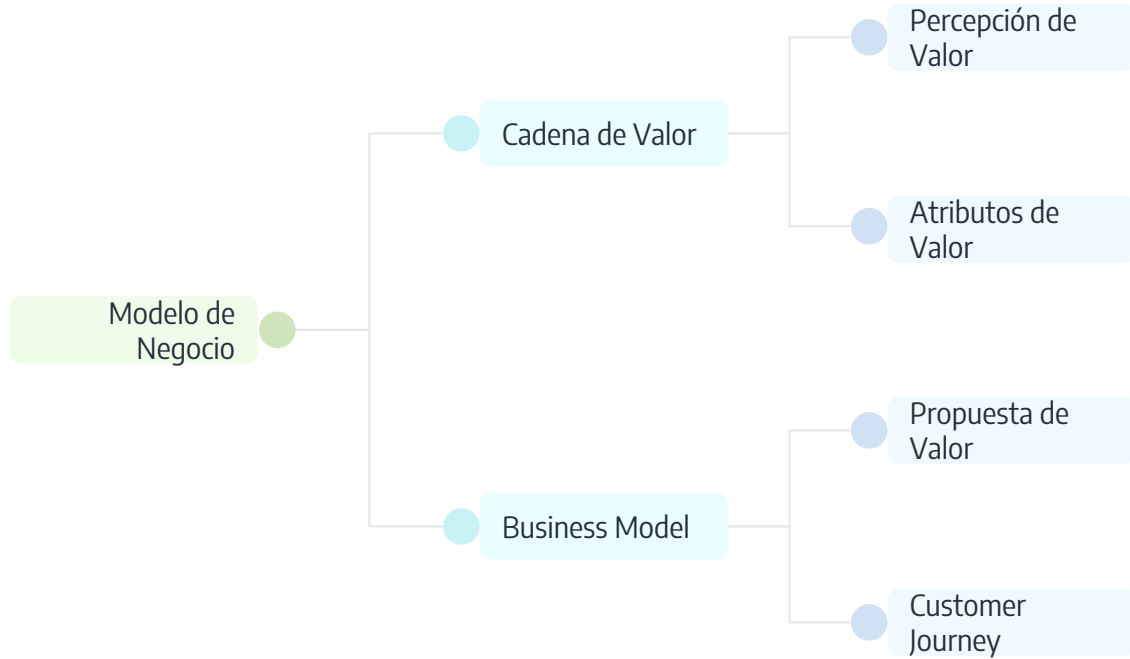 Percepción de
Valor
Cadena de Valor
Atributos de
Valor
Modelo de
Negocio
Propuesta de
Valor
Business Model
Customer
Journey